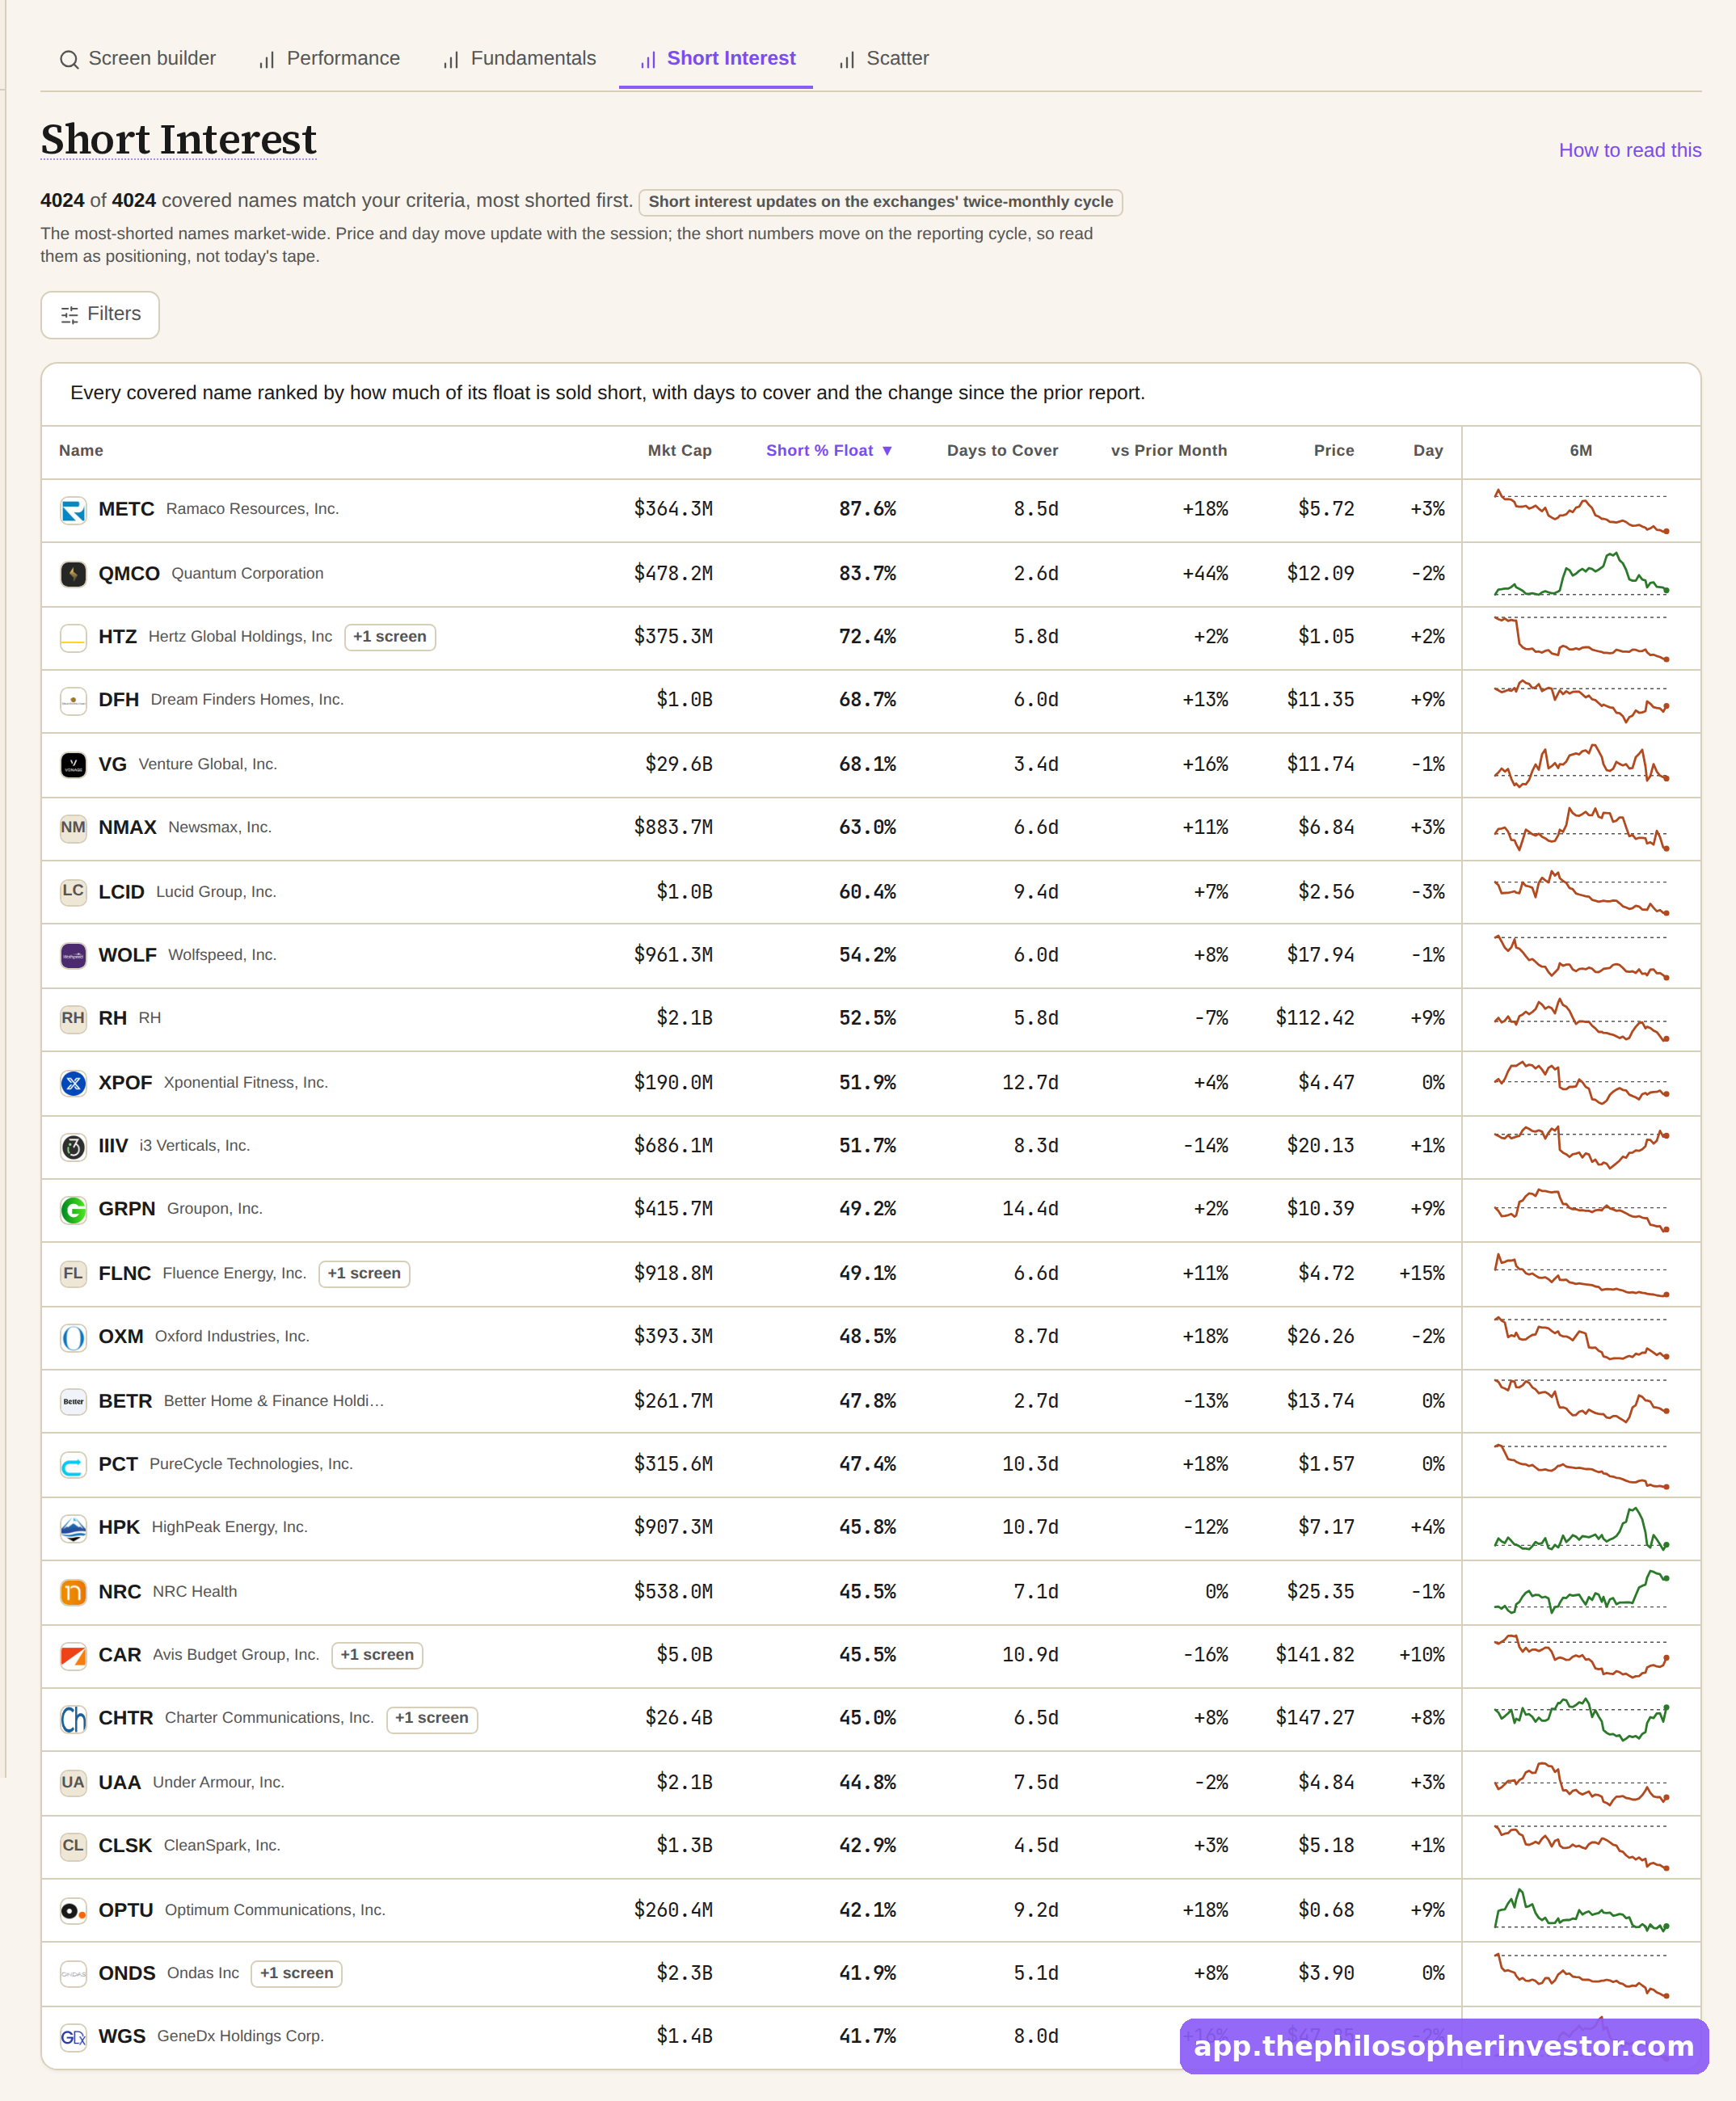 Screen builder Performance Fundamentals Short Interest Scatter
Short Interest
How to read this
4024 of 4024 covered names match your criteria, most shorted first. Short interest updates on the exchanges' twice-monthly cycle
The most-shorted names market-wide. Price and day move update with the session; the short numbers move on the reporting cycle, so read
them as positioning, not today's tape.
Filters
Every covered name ranked by how much of its float is sold short, with days to cover and the change since the prior report.
Name Mkt Cap Short % Float ▼ Days to Cover vs Prior Month Price Day 6M
METC Ramaco Resources, Inc. $364.3M 87.6% 8.5d +18% $5.72 +3%
QMCO Quantum Corporation $478.2M 83.7% 2.6d +44% $12.09 -2%
HTZ Hertz Global Holdings, Inc +1 screen $375.3M 72.4% 5.8d +2% $1.05 +2%
DFH Dream Finders Homes, Inc. $1.0B 68.7% 6.0d +13% $11.35 +9%
VONAGE VG Venture Global, Inc. $29.6B 68.1% 3.4d +16% $11.74 -1%
NM NMAX Newsmax, Inc. $883.7M 63.0% 6.6d +11% $6.84 +3%
LC LCID Lucid Group, Inc. $1.0B 60.4% 9.4d +7% $2.56 -3%
WOLF Wolfspeed, Inc. $961.3M 54.2% 6.0d +8% $17.94 -1%
RH RH RH $2.1B 52.5% 5.8d -7% $112.42 +9%
XPOF Xponential Fitness, Inc. $190.0M 51.9% 12.7d +4% $4.47 0%
IIIV i3 Verticals, Inc. $686.1M 51.7% 8.3d -14% $20.13 +1%
G GRPN Groupon, Inc. $415.7M 49.2% 14.4d +2% $10.39 +9%
FL FLNC Fluence Energy, Inc. +1 screen $918.8M 49.1% 6.6d +11% $4.72 +15%
OXM Oxford Industries, Inc. $393.3M 48.5% 8.7d +18% $26.26 -2%
Better BETR Better Home & Finance Holdi… $261.7M 47.8% 2.7d -13% $13.74 0%
PCT PureCycle Technologies, Inc. $315.6M 47.4% 10.3d +18% $1.57 0%
HPK HighPeak Energy, Inc. $907.3M 45.8% 10.7d -12% $7.17 +4%
n NRC NRC Health $538.0M 45.5% 7.1d 0% $25.35 -1%
CAR Avis Budget Group, Inc. +1 screen $5.0B 45.5% 10.9d -16% $141.82 +10%
Ch CHTR Charter Communications, Inc. +1 screen $26.4B 45.0% 6.5d +8% $147.27 +8%
UA UAA Under Armour, Inc. $2.1B 44.8% 7.5d -2% $4.84 +3%
CL CLSK CleanSpark, Inc. $1.3B 42.9% 4.5d +3% $5.18 +1%
OPTU Optimum Communications, Inc. $260.4M 42.1% 9.2d +18% $0.68 +9%
ONDAS ONDS Ondas Inc +1 screen $2.3B 41.9% 5.1d +8% $3.90 0%
GDx WGS GeneDx Holdings Corp. $1.4B 41.7% 8.0d
app.thephilosopherinvestor.com